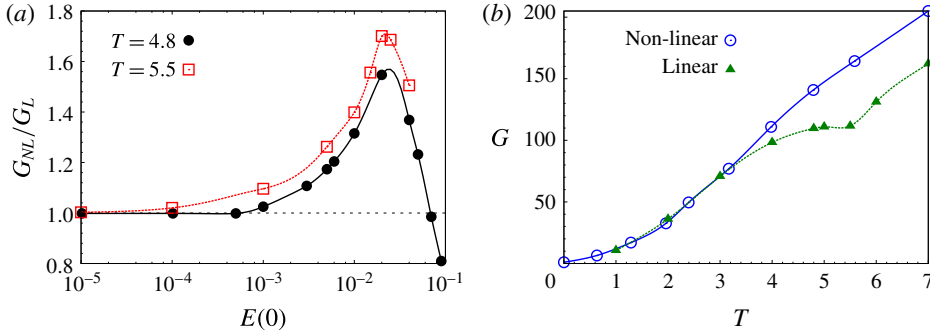 (a)
1.8
1.6
1.4
1.2
1.0
0.8
G_{NL}/G_L
T = 4.8
T = 5.5
10^{−5} 10^{−4} 10^{−3} 10^{−2} 10^{−1}
E(0)
(b)
200
150
100
50
G
Non-linear
Linear
0 1 2 3 4 5 6 7
T